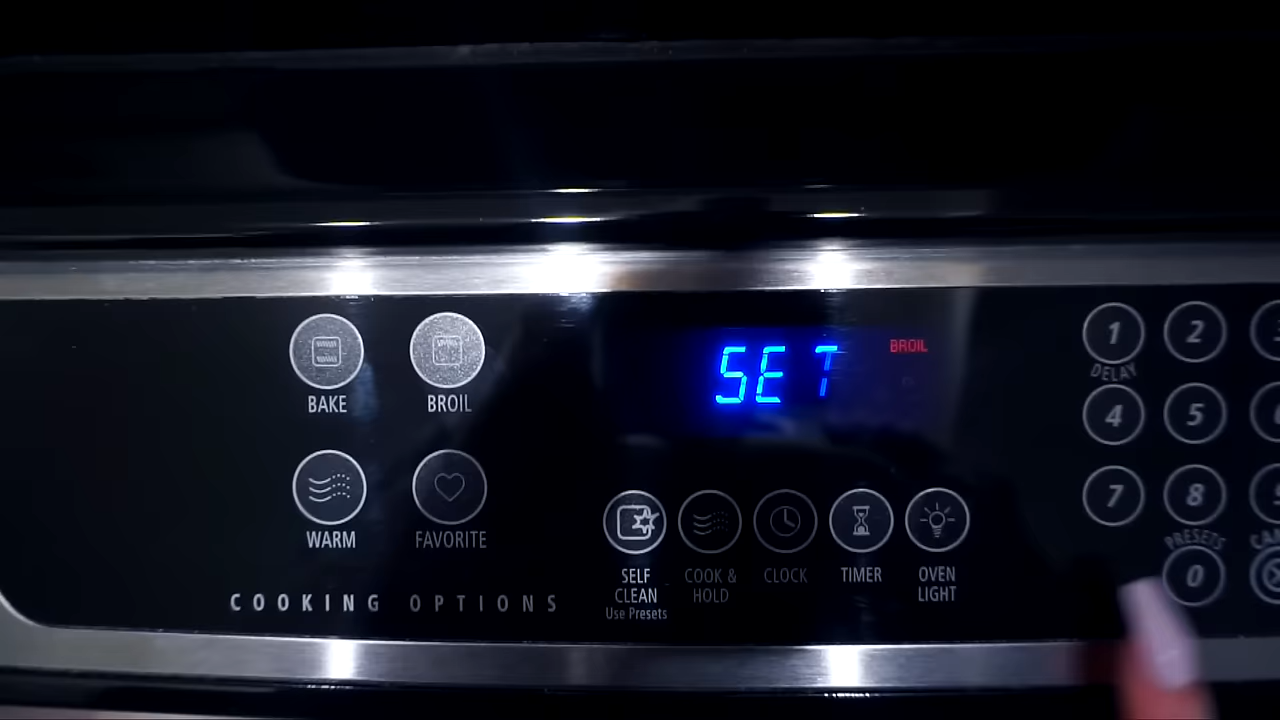 SET
BROIL
BAKE
BROIL
WARM
FAVORITE
COOKING OPTIONS
SELF CLEAN
Use Presets
COOK & HOLD
CLOCK
TIMER
OVEN LIGHT
1
2
DELAY
4
5
7
8
PRESETS
0